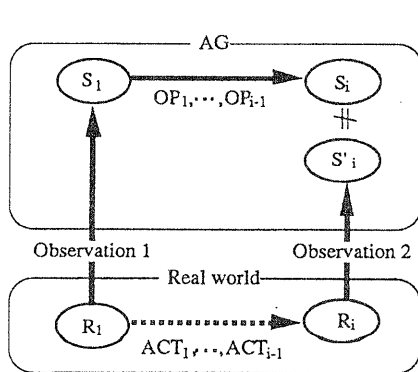 AG
S₁ Sᵢ
OP₁,⋯,OPᵢ₋₁
S'ᵢ
Observation 1 Observation 2
Real world
R₁ Rᵢ
ACT₁,⋯,ACTᵢ₋₁